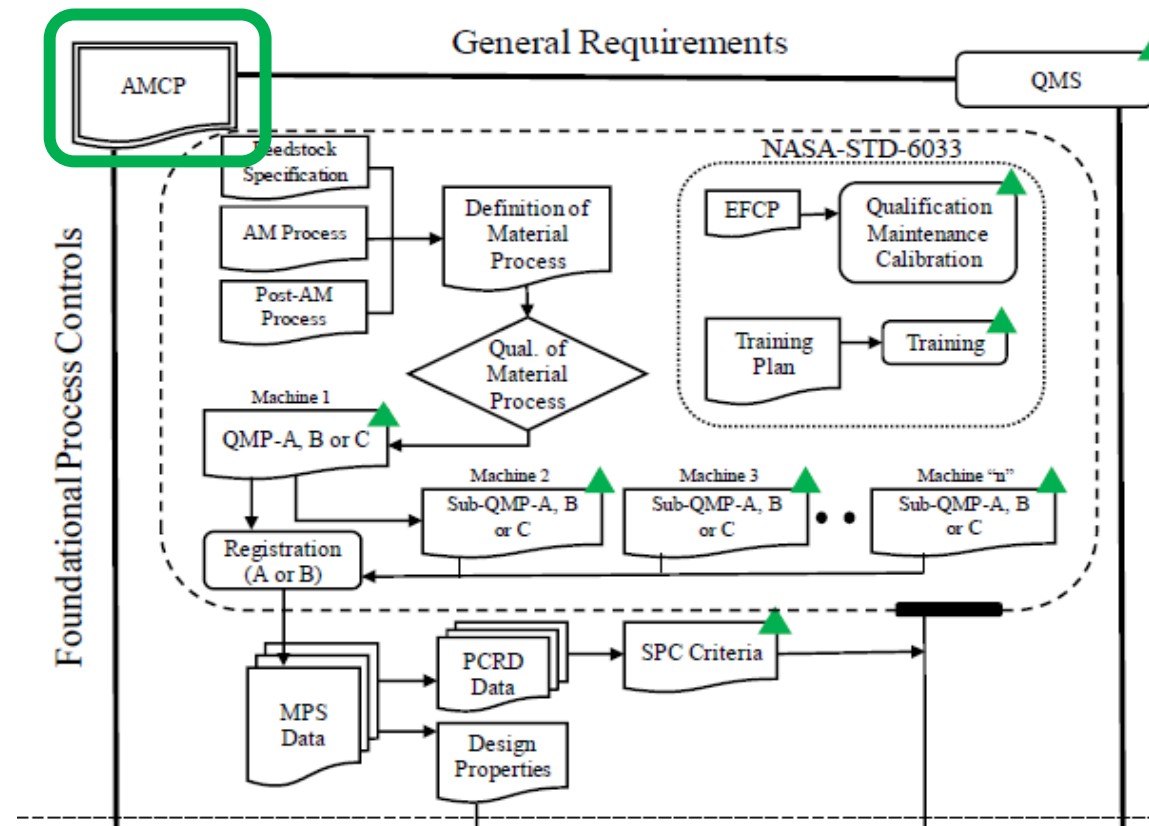 General Requirements
AMCP
QMS
Foundational Process Controls
NASA-STD-6033
Feedstock
Specification
AM Process
Post-AM
Process
Definition of
Material
Process
EFCP
Qualification
Maintenance
Calibration
Training
Plan
Training
Qual. of
Material
Process
Machine 1
QMP-A, B or C
Machine 2
Sub-QMP-A, B
or C
Machine 3
Sub-QMP-A, B
or C
Machine “n”
Sub-QMP-A, B
or C
Registration
(A or B)
MPS
Data
PCRD
Data
SPC Criteria
Design
Properties